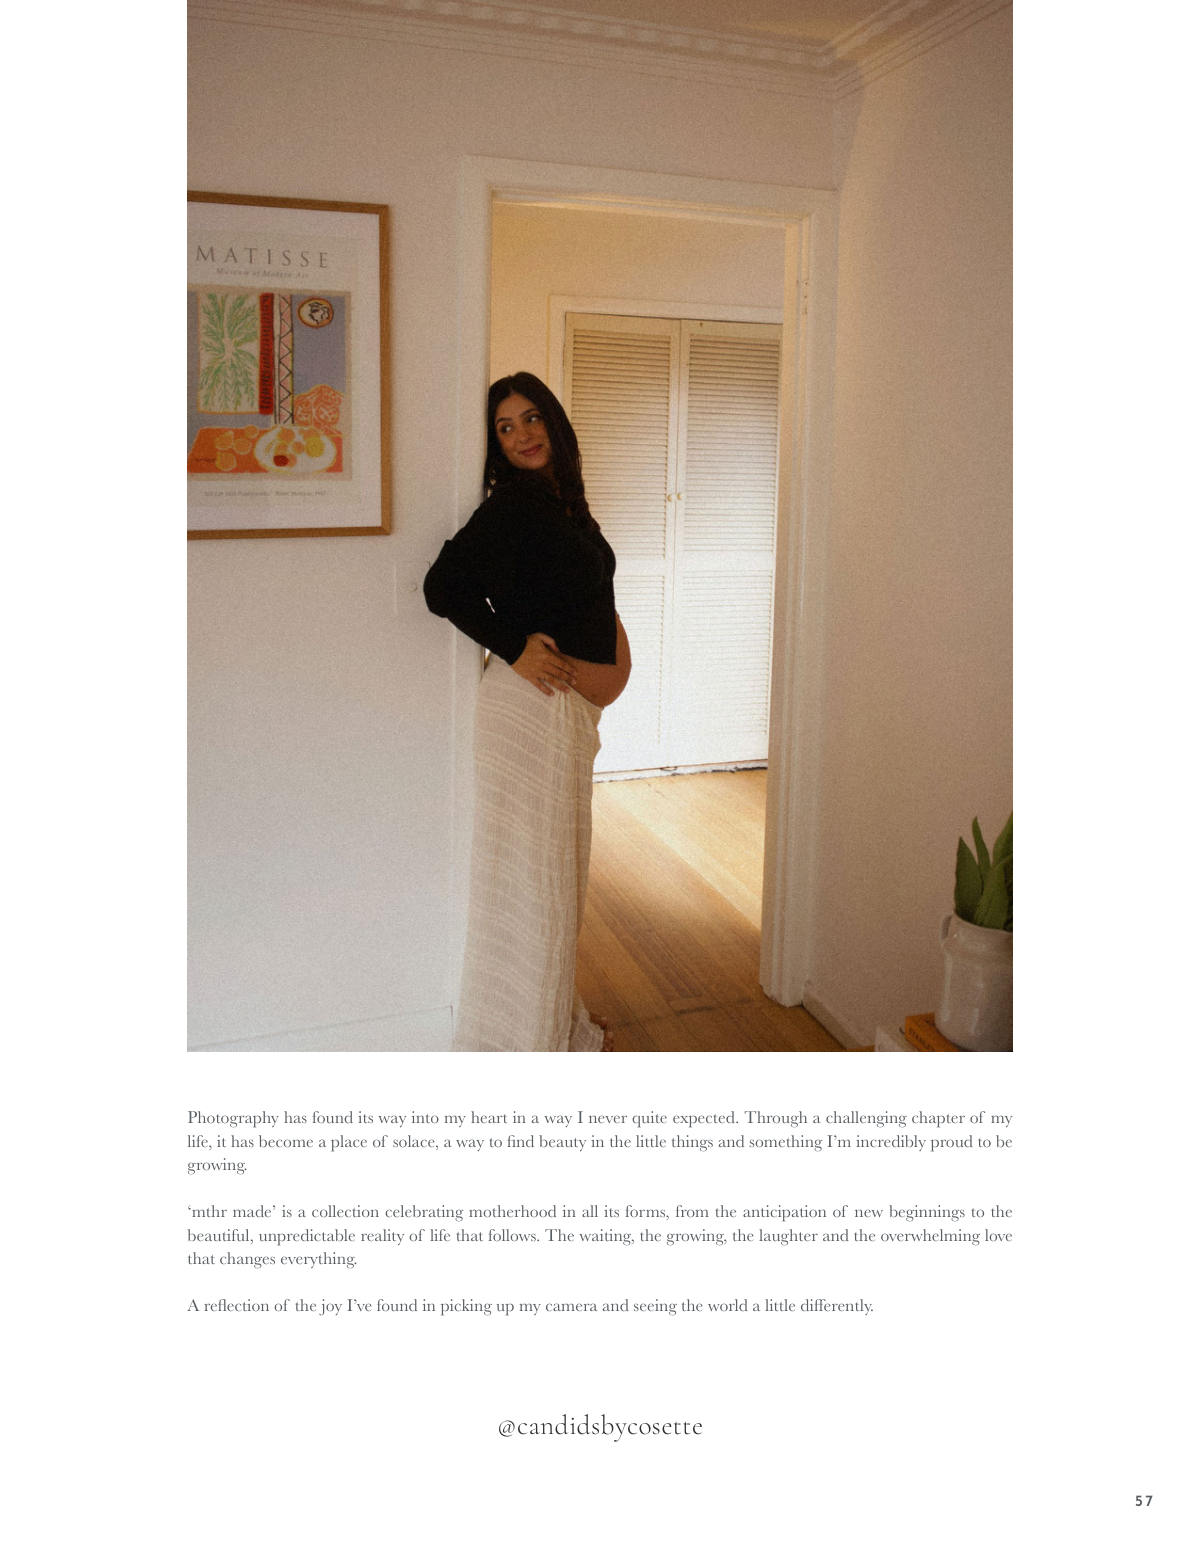 MATISSE
Museum of Modern Art
Photography has found its way into my heart in a way I never quite expected. Through a challenging chapter of my
life, it has become a place of solace, a way to find beauty in the little things and something I’m incredibly proud to be
growing.
‘mthr made’ is a collection celebrating motherhood in all its forms, from the anticipation of new beginnings to the
beautiful, unpredictable reality of life that follows. The waiting, the growing, the laughter and the overwhelming love
that changes everything.
A reflection of the joy I’ve found in picking up my camera and seeing the world a little differently.
@candidsbycosette
57